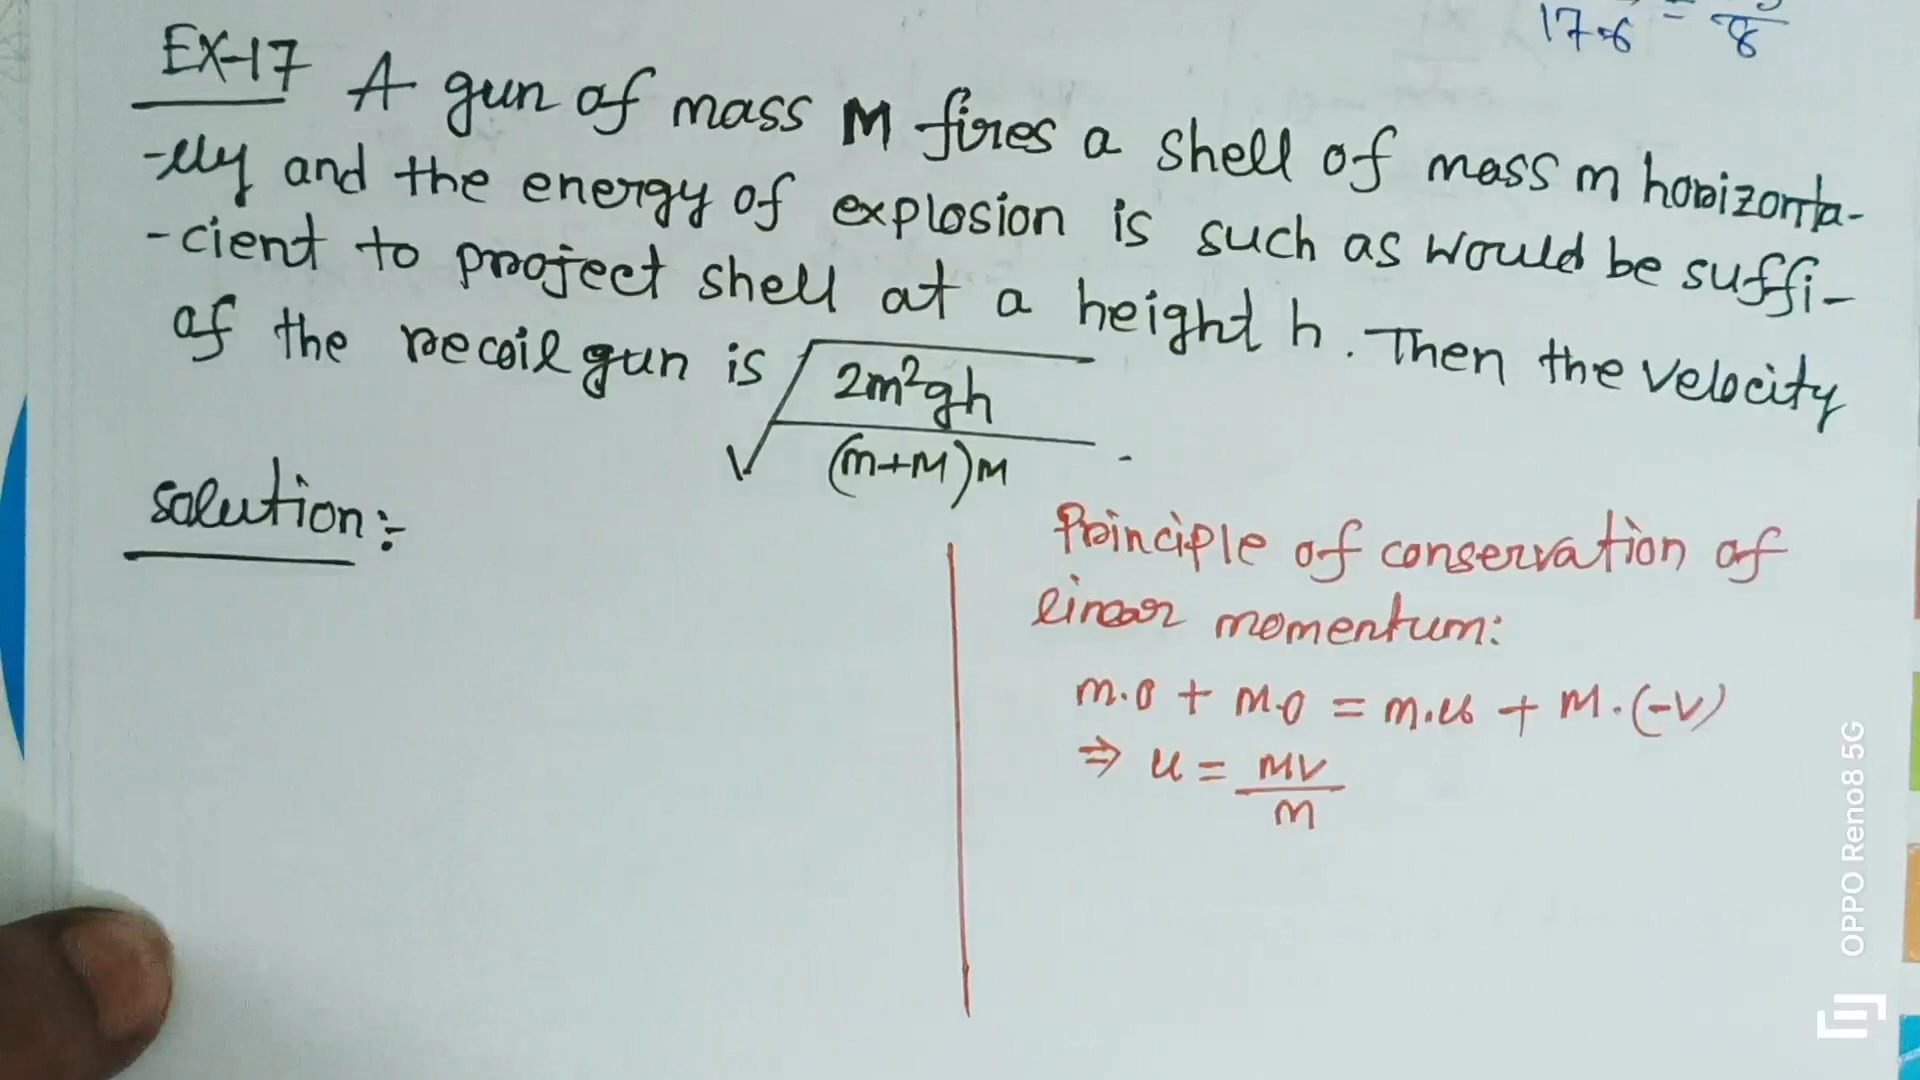 17.6 = 8
EX-17 A gun of mass M fires a shell of mass m horizonta-
-lly and the energy of explosion is such as would be suffi-
-cient to project shell at a height h. Then the velocity
of the recoil gun is √(2m²gh / (m+M)M).
solution:-
Principle of conservation of
linear momentum:
m.0 + M.0 = m.u + M.(-V)
⇒ u = MV / m
OPPO Reno8 5G